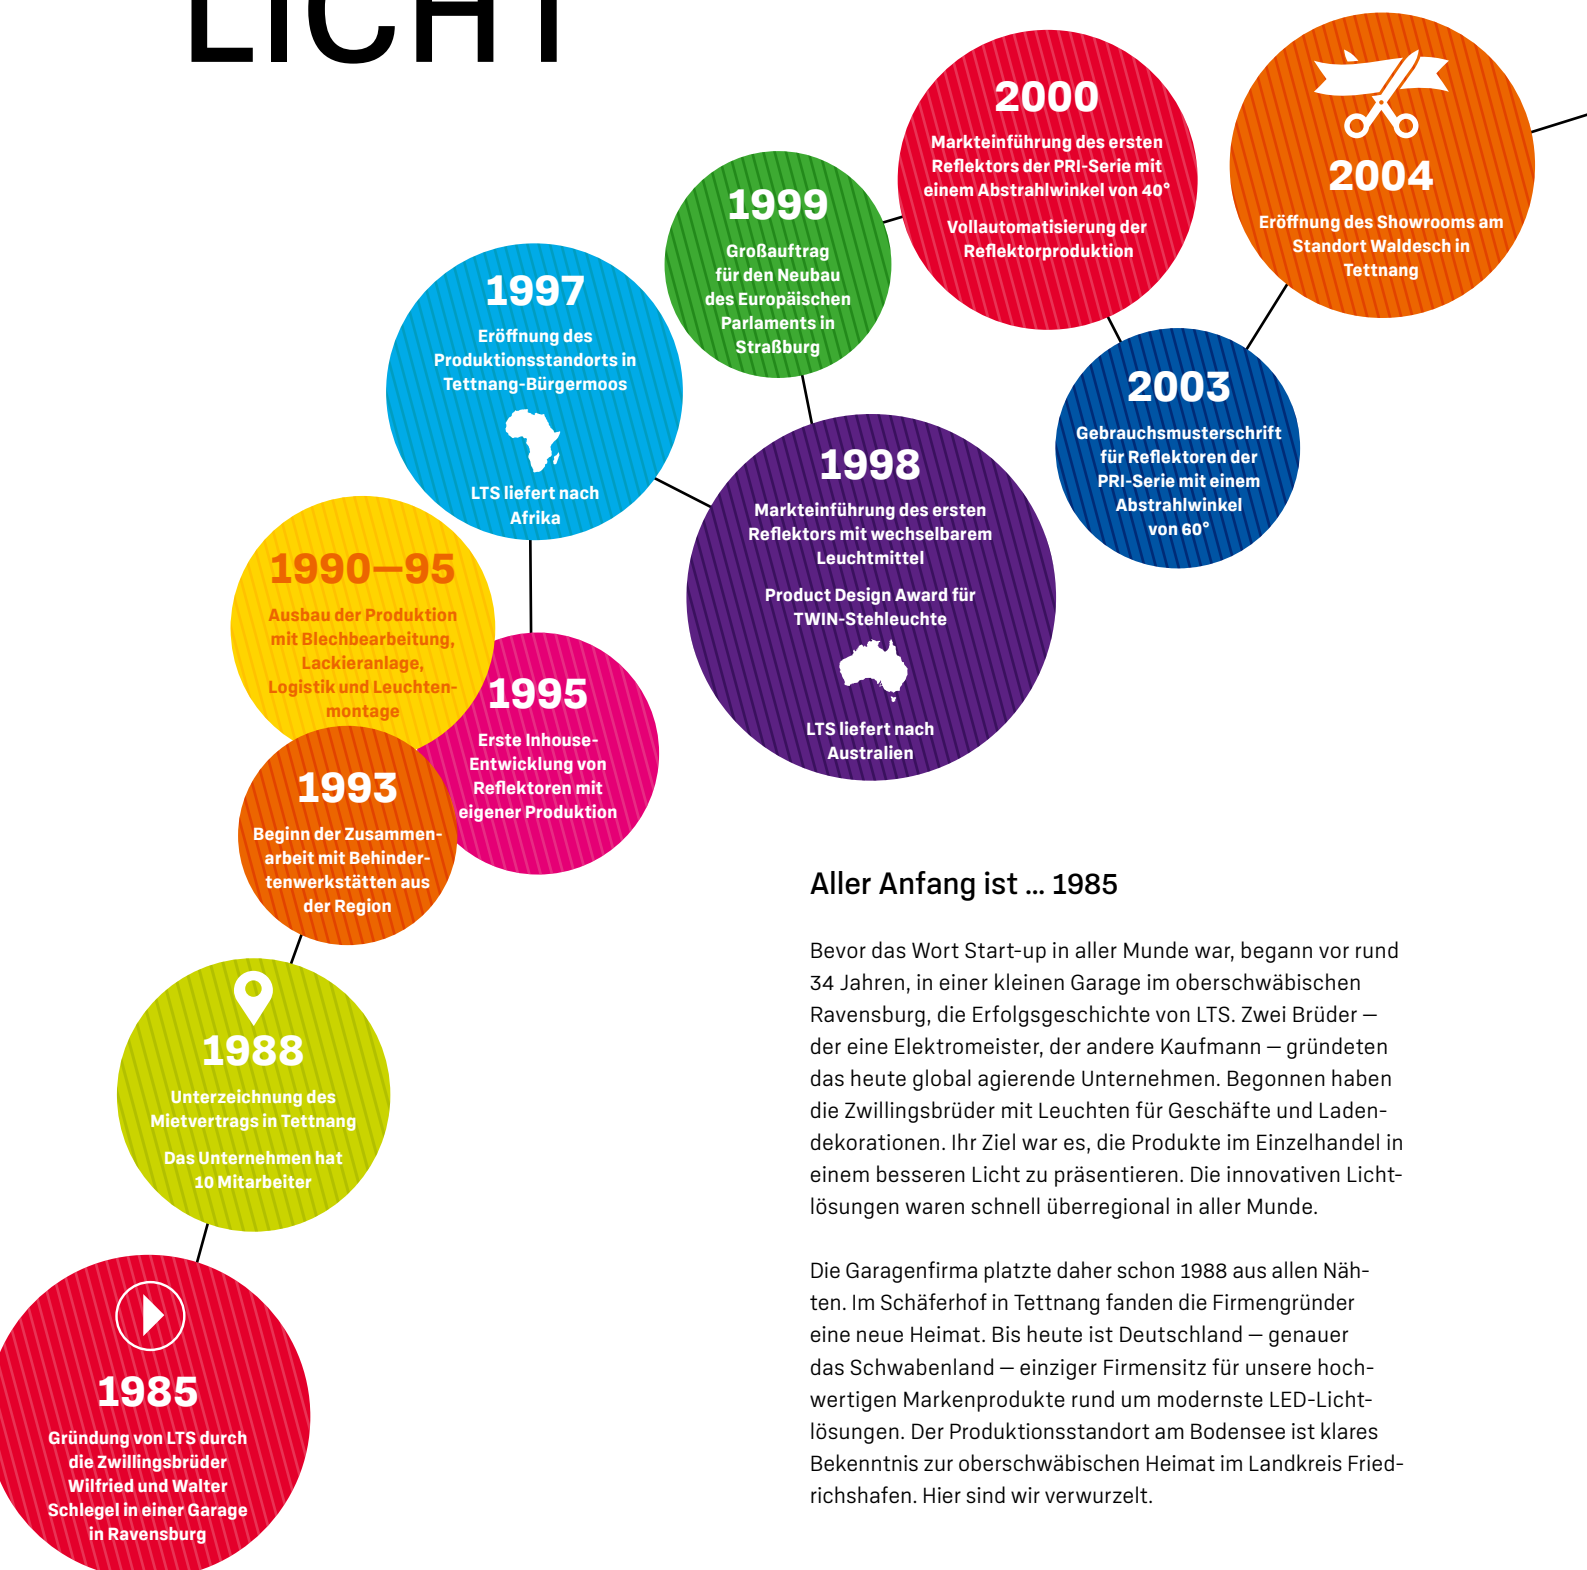 LICHT
2000
Markteinführung des ersten
Reflektors der PRI-Serie mit
einem Abstrahlwinkel von 40°
Vollautomatisierung der
Reflektorproduktion
2004
Eröffnung des Showrooms am
Standort Waldesch in
Tettnang
1999
Großauftrag
für den Neubau
des Europäischen
Parlaments in
Straßburg
1997
Eröffnung des
Produktionsstandorts in
Tettnang-Bürgermoos
LTS liefert nach
Afrika
2003
Gebrauchsmusterschrift
für Reflektoren der
PRI-Serie mit einem
Abstrahlwinkel
von 60°
1998
Markteinführung des ersten
Reflektors mit wechselbarem
Leuchtmittel
Product Design Award für
TWIN-Stehleuchte
LTS liefert nach
Australien
1990–95
Ausbau der Produktion
mit Blechbearbeitung,
Lackieranlage,
Logistik und Leuchten-
montage
1995
Erste Inhouse-
Entwicklung von
Reflektoren mit
eigener Produktion
1993
Beginn der Zusammen-
arbeit mit Behinder-
tenwerkstätten aus
der Region
1988
Unterzeichnung des
Mietvertrags in Tettnang
Das Unternehmen hat
10 Mitarbeiter
1985
Gründung von LTS durch
die Zwillingsbrüder
Wilfried und Walter
Schlegel in einer Garage
in Ravensburg
Aller Anfang ist ... 1985
Bevor das Wort Start-up in aller Munde war, begann vor rund
34 Jahren, in einer kleinen Garage im oberschwäbischen
Ravensburg, die Erfolgsgeschichte von LTS. Zwei Brüder –
der eine Elektromeister, der andere Kaufmann – gründeten
das heute global agierende Unternehmen. Begonnen haben
die Zwillingsbrüder mit Leuchten für Geschäfte und Laden-
dekorationen. Ihr Ziel war es, die Produkte im Einzelhandel in
einem besseren Licht zu präsentieren. Die innovativen Licht-
lösungen waren schnell überregional in aller Munde.
Die Garagenfirma platzte daher schon 1988 aus allen Näh-
ten. Im Schäferhof in Tettnang fanden die Firmengründer
eine neue Heimat. Bis heute ist Deutschland – genauer
das Schwabenland – einziger Firmensitz für unsere hoch-
wertigen Markenprodukte rund um modernste LED-Licht-
lösungen. Der Produktionsstandort am Bodensee ist klares
Bekenntnis zur oberschwäbischen Heimat im Landkreis Fried-
richshafen. Hier sind wir verwurzelt.